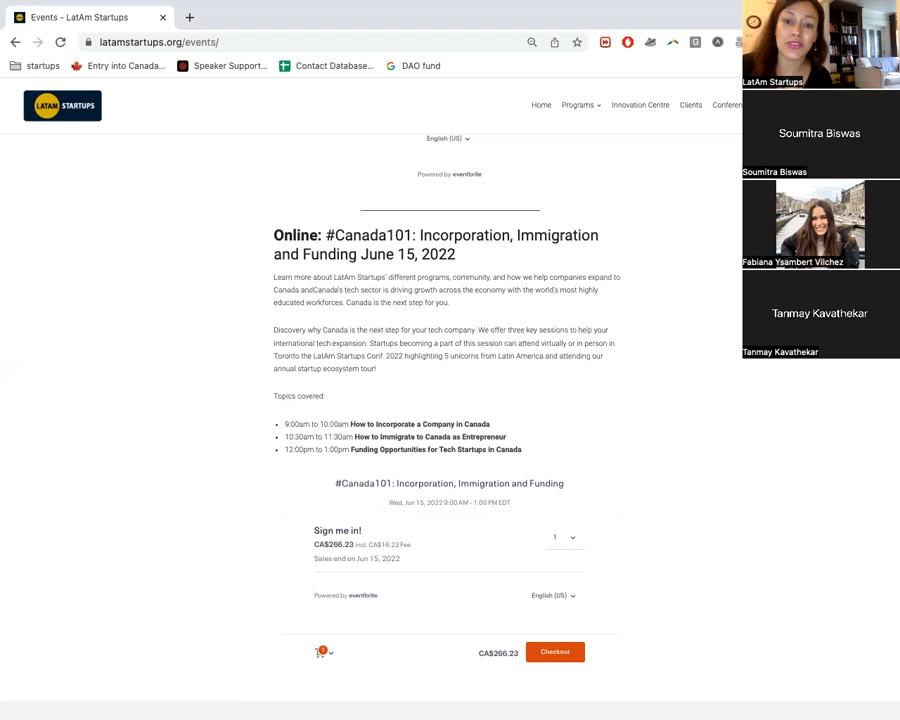 Events - LatAm Startups
latamstartups.org/events/
startups
Entry into Canada...
Speaker Support...
Contact Database...
DAO fund
LATAM STARTUPS
Home
Programs
Innovation Centre
Clients
Conferen
English (US)
Powered by eventbrite
Online: #Canada101: Incorporation, Immigration
and Funding June 15, 2022
Learn more about LatAm Startups' different programs, community, and how we help companies expand to
Canada andCanada's tech sector is driving growth across the economy with the world's most highly
educated workforces. Canada is the next step for you.
Discovery why Canada is the next step for your tech company. We offer three key sessions to help your
international tech expansion. Startups becoming a part of this session can attend virtually or in person in
Toronto the LatAm Startups Conf. 2022 highlighting 5 unicorns from Latin America and attending our
annual startup ecosystem tour!
Topics covered:
• 9:00am to 10:00am How to Incorporate a Company in Canada
• 10:30am to 11:30am How to Immigrate to Canada as Entrepreneur
• 12:00pm to 1:00pm Funding Opportunities for Tech Startups in Canada
#Canada101: Incorporation, Immigration and Funding
Wed, Jun 15, 2022 9:00 AM - 1:00 PM EDT
Sign me in!
CA$266.23 incl. CA$16.23 Fee
Sales end on Jun 15, 2022
1
Powered by eventbrite
English (US)
1
CA$266.23
Checkout
LatAm Startups
Soumitra Biswas
Soumitra Biswas
Fabiana Ysambert Vilchez
Tanmay Kavathekar
Tanmay Kavathekar